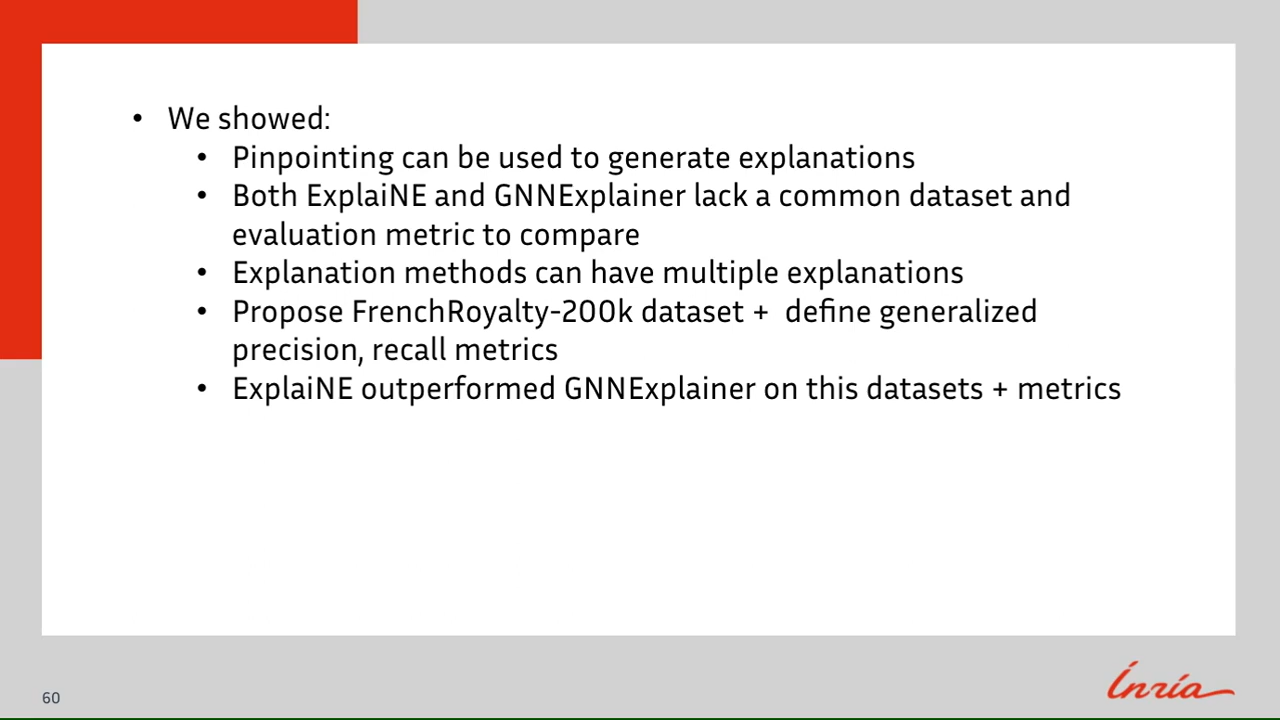 • We showed:
• Pinpointing can be used to generate explanations
• Both ExplaiNE and GNNExplainer lack a common dataset and
evaluation metric to compare
• Explanation methods can have multiple explanations
• Propose FrenchRoyalty-200k dataset +  define generalized
precision, recall metrics
• ExplaiNE outperformed GNNExplainer on this datasets + metrics
60
Inria